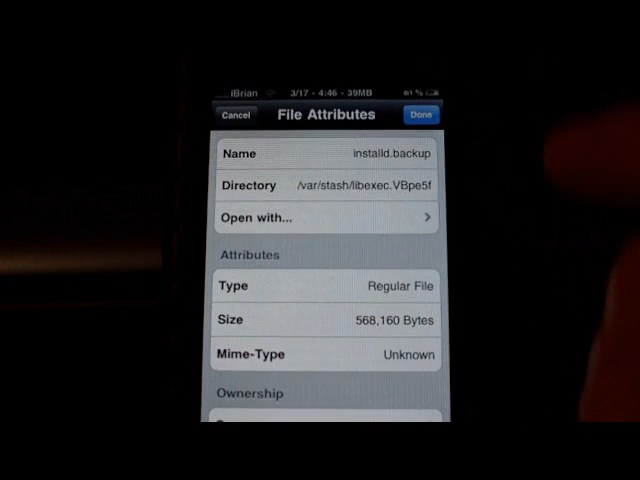 iBrian 3/17 - 4:46 - 39MB 61 %
Cancel File Attributes Done
Name installd.backup
Directory /var/stash/libexec.VBpe5f
Open with...
Attributes
Type Regular File
Size 568,160 Bytes
Mime-Type Unknown
Ownership